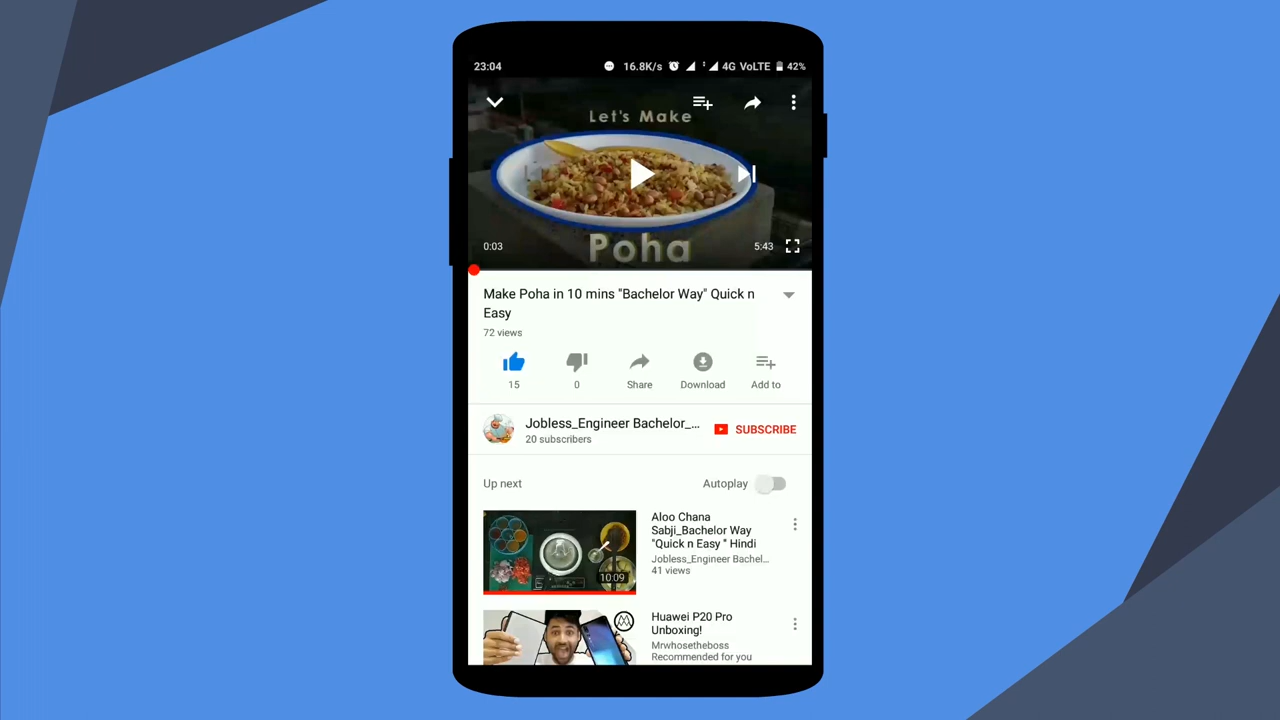 23:04
16.8K/s 4G VoLTE 42%
Let's Make
Poha
0:03
5:43
Make Poha in 10 mins "Bachelor Way" Quick n
Easy
72 views
15
0
Share
Download
Add to
Jobless_Engineer Bachelor_...
20 subscribers
SUBSCRIBE
Up next
Autoplay
10:09
Aloo Chana
Sabji_Bachelor Way
"Quick n Easy " Hindi
Jobless_Engineer Bachel...
41 views
Huawei P20 Pro
Unboxing!
Mrwhosetheboss
Recommended for you